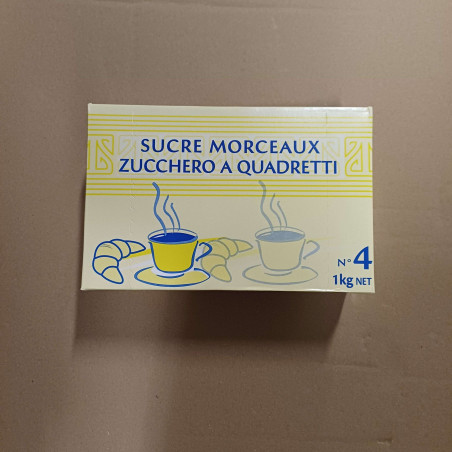 SUCRE MORCEAUX
ZUCCHERO A QUADRETTI
N° 4
1kg NET